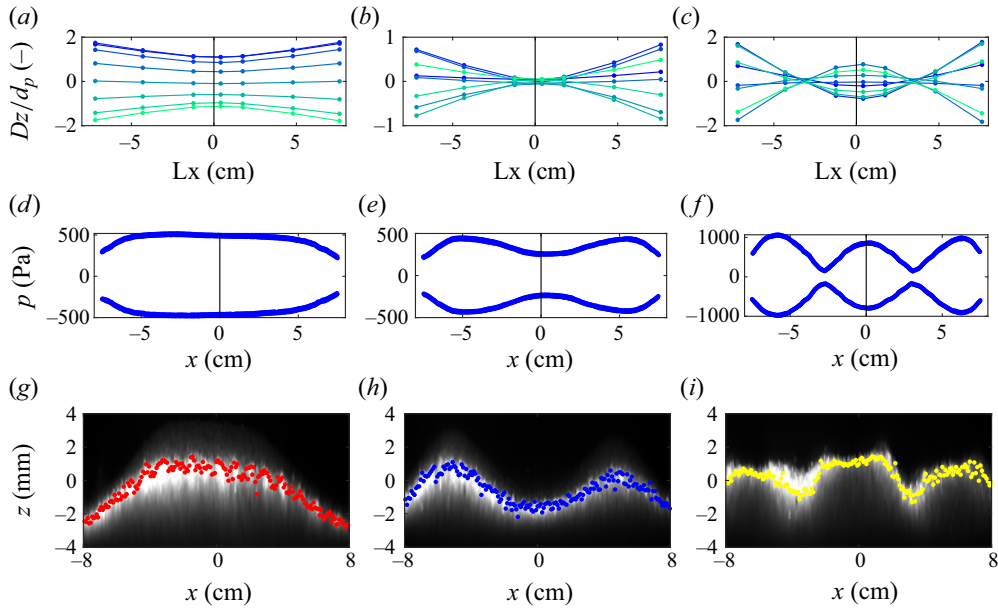 (a) (b) (c)
2 1 2
0 0 0
−2 −1 −2
Dz/dp (−)
−5 0 5 −5 0 5 −5 0 5
Lx (cm) Lx (cm) Lx (cm)
(d) (e) (f)
500 500 1000
0 0 0
−500 −500 −1000
p (Pa)
−5 0 5 −5 0 5 −5 0 5
x (cm) x (cm) x (cm)
(g) (h) (i)
4 4 4
2 2 2
0 0 0
−2 −2 −2
−4 −4 −4
z (mm)
−8 0 8 −8 0 8 −8 0 8
x (cm) x (cm) x (cm)